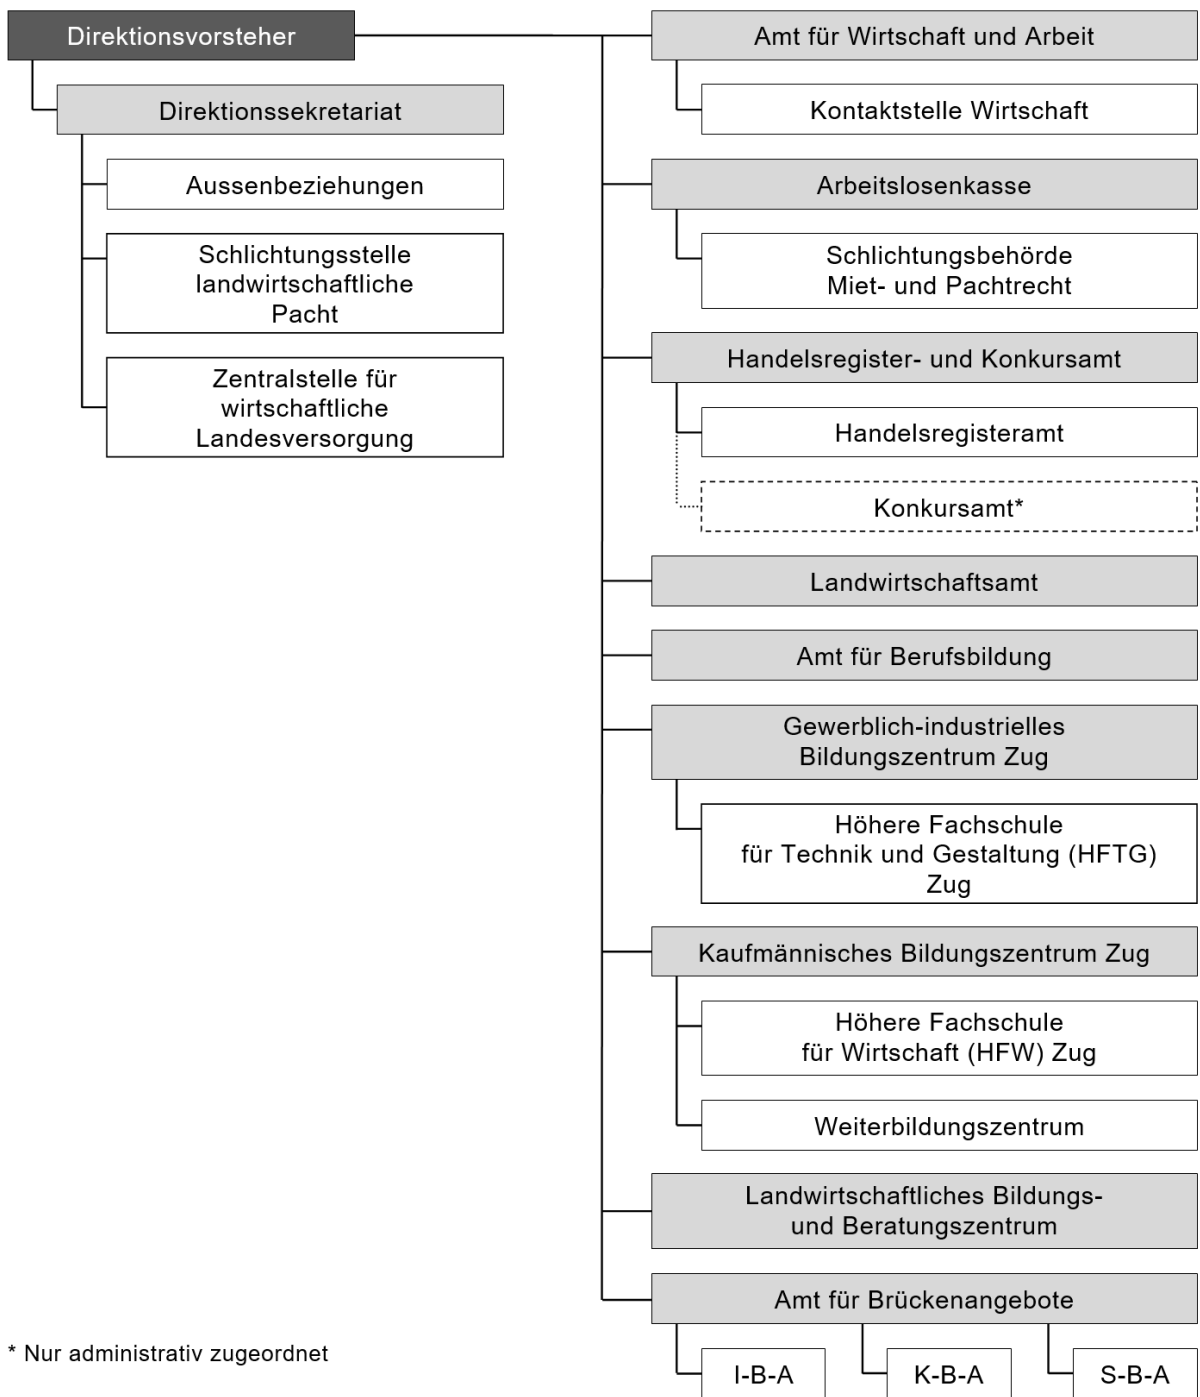 Direktionsvorsteher
Direktionssekretariat
Aussenbeziehungen
Schlichtungsstelle
landwirtschaftliche
Pacht
Zentralstelle für
wirtschaftliche
Landesversorgung
Amt für Wirtschaft und Arbeit
Kontaktstelle Wirtschaft
Arbeitslosenkasse
Schlichtungsbehörde
Miet- und Pachtrecht
Handelsregister- und Konkursamt
Handelsregisteramt
Konkursamt*
Landwirtschaftsamt
Amt für Berufsbildung
Gewerblich-industrielles
Bildungszentrum Zug
Höhere Fachschule
für Technik und Gestaltung (HFTG)
Zug
Kaufmännisches Bildungszentrum Zug
Höhere Fachschule
für Wirtschaft (HFW) Zug
Weiterbildungszentrum
Landwirtschaftliches Bildungs-
und Beratungszentrum
Amt für Brückenangebote
I-B-A
K-B-A
S-B-A
* Nur administrativ zugeordnet